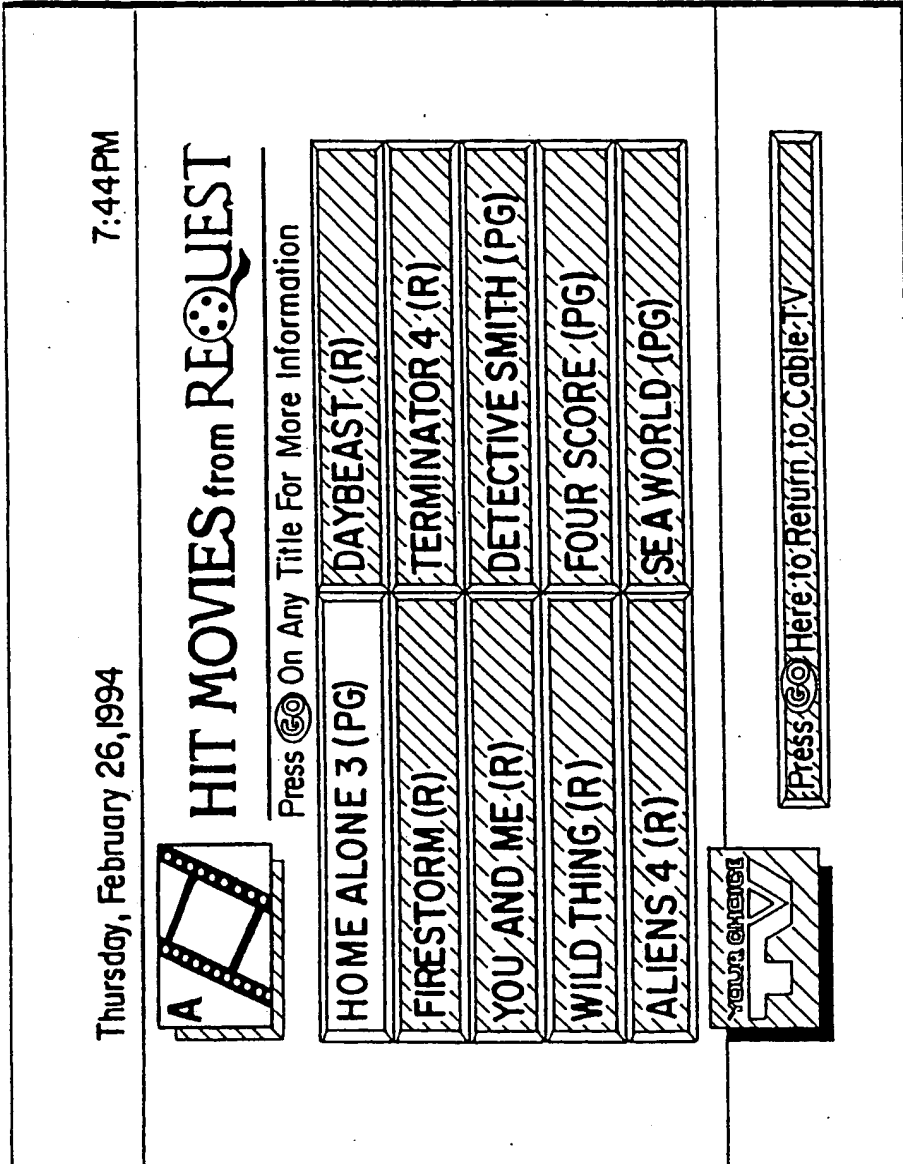 Thursday, February 26, 1994 7:44PM
A
HIT MOVIES from REQUEST
Press GO On Any Title For More Information
HOME ALONE 3 (PG) DAYBEAST (R)
FIRESTORM (R) TERMINATOR 4 (R)
YOU AND ME (R) DETECTIVE SMITH (PG)
WILD THING (R) FOUR SCORE (PG)
ALIENS 4 (R) SEA WORLD (PG)
YOUR CHOICE
TV
Press GO Here to Return to Cable TV